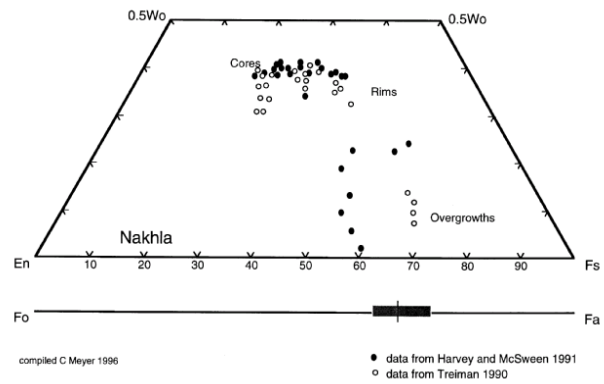 0.5Wo 0.5Wo
Cores
Rims
Overgrowths
Nakhla
En 10 20 30 40 50 60 70 80 90 Fs
Fo Fa
compiled C Meyer 1996
data from Harvey and McSween 1991
data from Treiman 1990